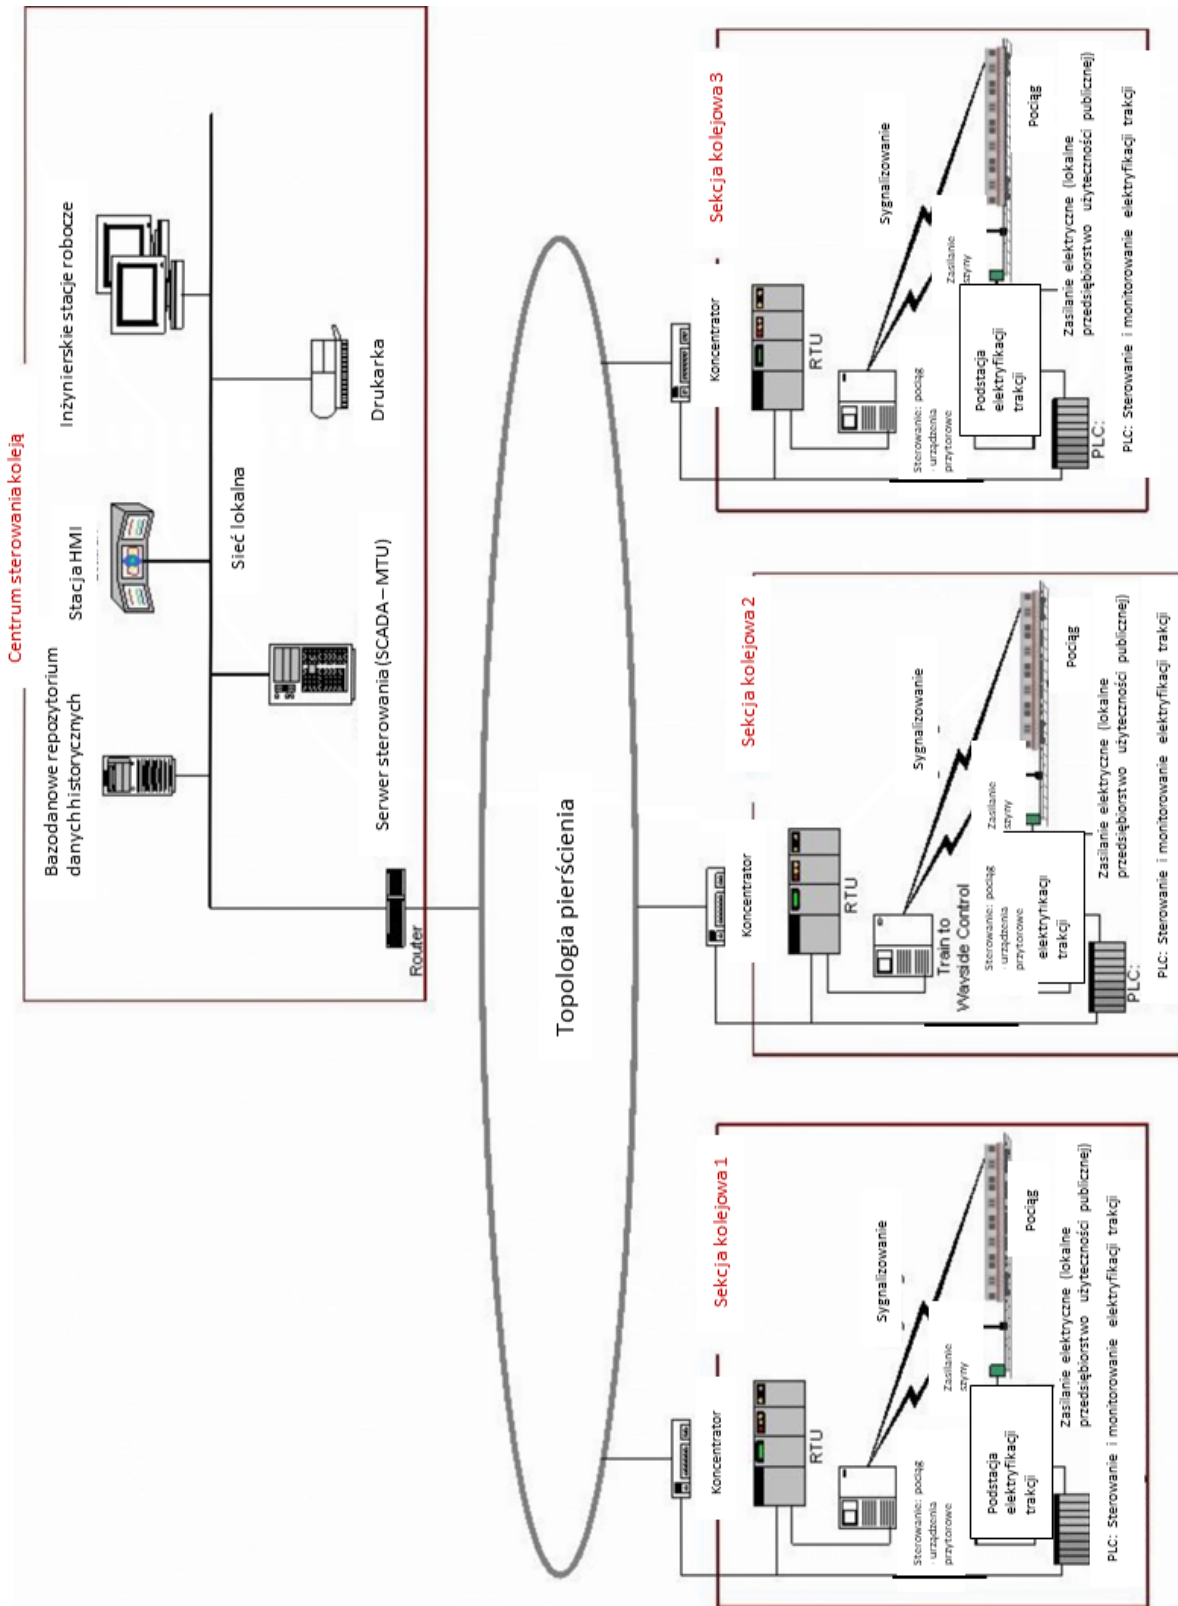 Centrum sterowania koleją
Bazodanowe repozytorium
danych historycznych
Stacja HMI
Inżynierskie stacje robocze
Sieć lokalna
Serwer sterowania (SCADA – MTU)
Drukarka
Router
Topologia pierścienia
Sekcja kolejowa 1
Koncentrator
RTU
Sygnalizowanie
Sterowanie: pociąg
- urządzenia
przytorowe
Zasilanie
szyny
Pociąg
Podstacja
elektryfikacji
trakcji
Zasilanie elektryczne (lokalne
przedsiębiorstwo użyteczności publicznej)
PLC: Sterowanie i monitorowanie elektryfikacji trakcji
Sekcja kolejowa 2
Koncentrator
RTU
Sygnalizowanie
Train to
Wayside Control
Sterowanie: pociąg
- urządzenia
przytorowe
Zasilanie
szyny
Pociąg
elektryfikacji
trakcji
Zasilanie elektryczne (lokalne
przedsiębiorstwo użyteczności publicznej)
PLC:
PLC: Sterowanie i monitorowanie elektryfikacji trakcji
Sekcja kolejowa 3
Koncentrator
RTU
Sygnalizowanie
Sterowanie: pociąg
- urządzenia
przytorowe
Zasilanie
szyny
Pociąg
Podstacja
elektryfikacji
trakcji
Zasilanie elektryczne (lokalne
przedsiębiorstwo użyteczności publicznej)
PLC:
PLC: Sterowanie i monitorowanie elektryfikacji trakcji